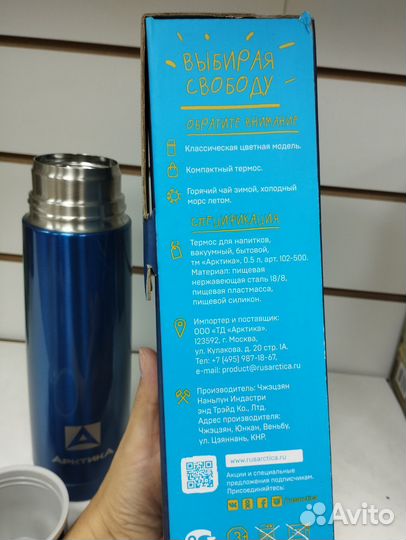 ВЫБИРАЯ
СВОБОДУ
ОБРАТИТЕ ВНИМАНИЕ
Классическая цветная модель.
Компактный термос.
Горячий чай зимой, холодный
морс летом.
СПЕЦИФИКАЦИЯ
Термос для напитков,
вакуумный, бытовой,
тм «Арктика», 0.5 л, арт. 102-500.
Материал: пищевая
нержавеющая сталь 18/8,
пищевая пластмасса,
пищевой силикон.
Импортер и поставщик:
ООО «ТД «Арктика».
123592, г. Москва,
ул. Кулакова, д. 20 стр. 1А.
Тел: +7 (495) 987-18-67,
e-mail: product@rusarctica.ru
Производитель: Чжэцзян
Наньлун Индастри
энд Трэйд Ко., Лтд.
Адрес производителя:
Чжэцзян, Юнкан, Веньбу,
ул. Цзяннань, КНР.
www.rusarctica.ru
Акции и специальные
предложения подписчикам.
Присоединяйтесь:
@rusarctica
АРКТИКА
Avito